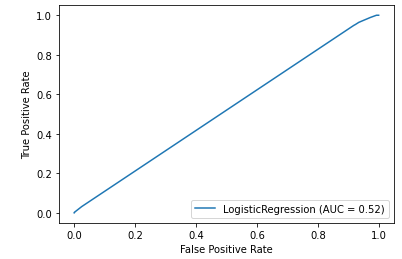 1.0
0.8
0.6
0.4
0.2
0.0
True Positive Rate
LogisticRegression (AUC = 0.52)
0.0 0.2 0.4 0.6 0.8 1.0
False Positive Rate